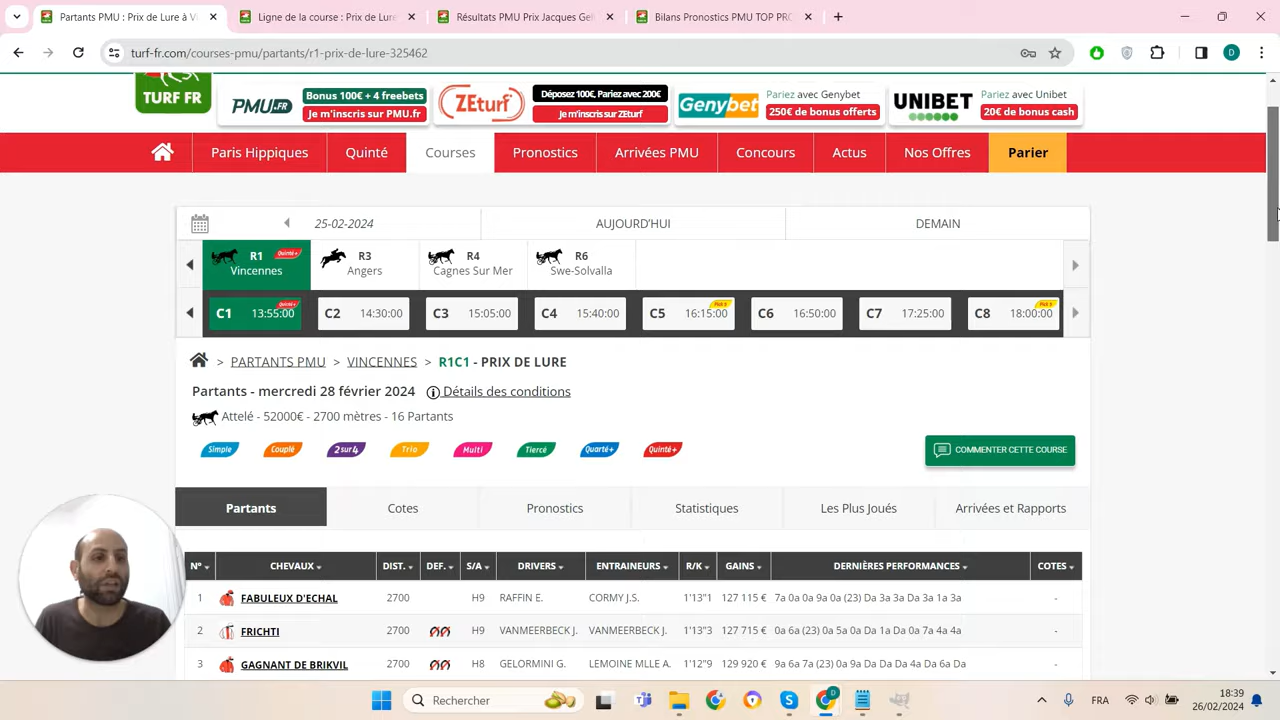 Partants PMU : Prix de Lure à V
Ligne de la course : Prix de Lure
Résultats PMU Prix Jacques Ge
Bilans Pronostics PMU TOP PRO
turf-fr.com/courses-pmu/partants/r1-prix-de-lure-325462
D
TURF FR
PMU.FR
Bonus 100€ + 4 freebets
Je m'inscris sur PMU.fr
ZEturf
Déposez 100€, Pariez avec 200€
Je m'inscris sur ZEturf
Genybet
Pariez avec Genybet
250€ de bonus offerts
UNIBET
Pariez avec Unibet
20€ de bonus cash
Paris Hippiques Quinté Courses Pronostics Arrivées PMU Concours Actus Nos Offres Parier
25-02-2024 AUJOURD'HUI DEMAIN
R1 Quinté+ R3 R4 R6
Vincennes Angers Cagnes Sur Mer Swe-Solvalla
Quinté+ Pick 5 Pick 5
C1 13:55:00 C2 14:30:00 C3 15:05:00 C4 15:40:00 C5 16:15:00 C6 16:50:00 C7 17:25:00 C8 18:00:00
> PARTANTS PMU > VINCENNES > R1C1 - PRIX DE LURE
Partants - mercredi 28 février 2024 Détails des conditions
Attelé - 52000€ - 2700 mètres - 16 Partants
Simple Couplé 2sur4 Trio Multi Tiercé Quarté+ Quinté+
COMMENTER CETTE COURSE
Partants Cotes Pronostics Statistiques Les Plus Joués Arrivées et Rapports
N° CHEVAUX DIST. DEF. S/A DRIVERS ENTRAINEURS R/K GAINS DERNIÈRES PERFORMANCES COTES
1 FABULEUX D'ECHAL 2700 H9 RAFFIN E. CORMY J.S. 1'13"1 127 115 € 7a 0a 0a 9a 0a (23) Da 3a 3a Da 3a 1a 3a -
2 FRICHTI 2700 H9 VANMEERBECK J. VANMEERBECK J. 1'13"3 127 715 € 0a 6a (23) 0a 5a 0a Da 1a Da 0a 7a 4a 4a -
3 GAGNANT DE BRIKVIL 2700 H8 GELORMINI G. LEMOINE MLLE A. 1'12"9 129 920 € 9a 6a 7a (23) 0a 9a Da Da Da 4a Da 6a Da -
Rechercher
FRA
18:39
26/02/2024